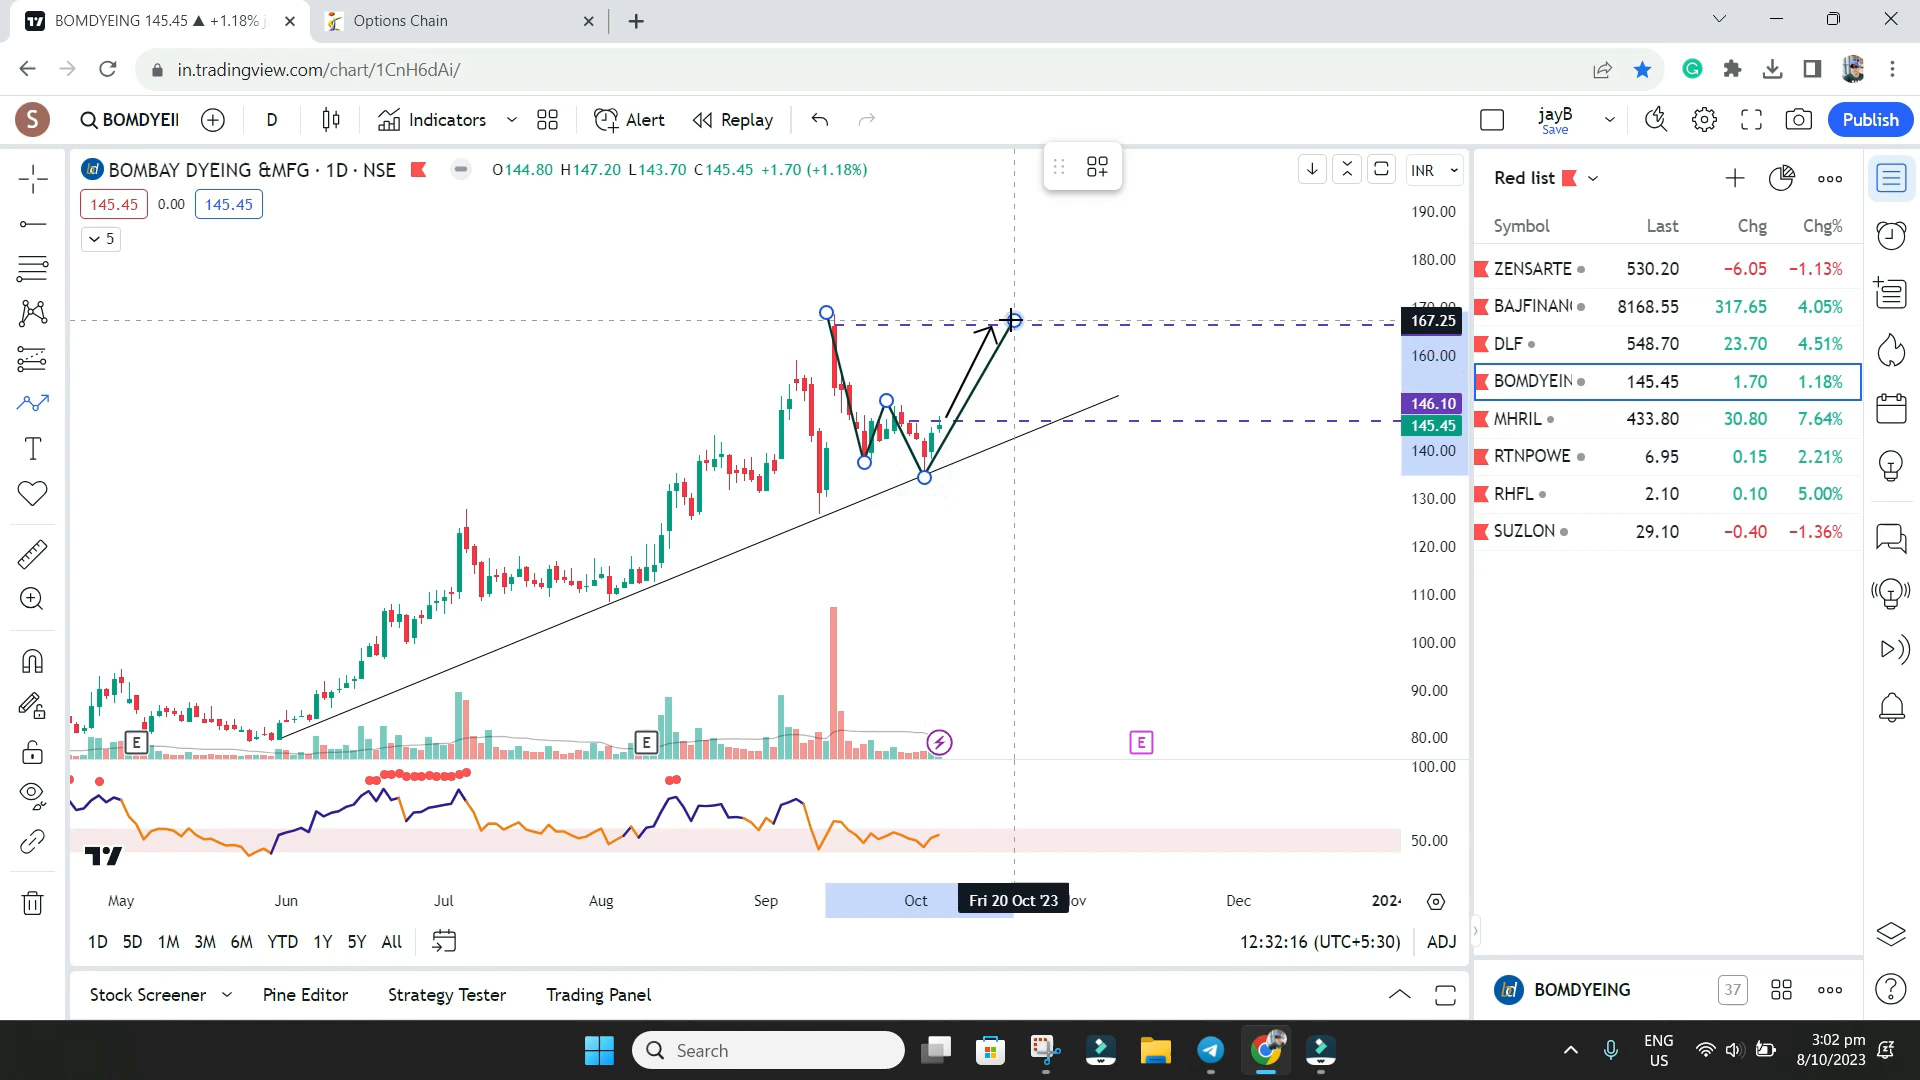 BOMDYEING 145.45 ▲ +1.18% j
Options Chain
in.tradingview.com/chart/1CnH6dAi/
S
BOMDYEII
D
Indicators
Alert
Replay
jayB
Save
Publish
BOMBAY DYEING &MFG · 1D · NSE
O144.80 H147.20 L143.70 C145.45 +1.70 (+1.18%)
145.45
0.00
145.45
5
INR
190.00
180.00
170.00
167.25
160.00
146.10
145.45
140.00
130.00
120.00
110.00
100.00
90.00
80.00
100.00
50.00
E
E
E
May
Jun
Jul
Aug
Sep
Oct
Fri 20 Oct '23
Dec
1D
5D
1M
3M
6M
YTD
1Y
5Y
All
12:32:16 (UTC+5:30)
ADJ
Stock Screener
Pine Editor
Strategy Tester
Trading Panel
Red list
Symbol Last Chg Chg%
ZENSARTE 530.20 −6.05 −1.13%
BAJFINAN 8168.55 317.65 4.05%
DLF 548.70 23.70 4.51%
BOMDYEIN 145.45 1.70 1.18%
MHRIL 433.80 30.80 7.64%
RTNPOWE 6.95 0.15 2.21%
RHFL 2.10 0.10 5.00%
SUZLON 29.10 −0.40 −1.36%
BOMDYEING
37
Search
ENG
US
3:02 pm
8/10/2023